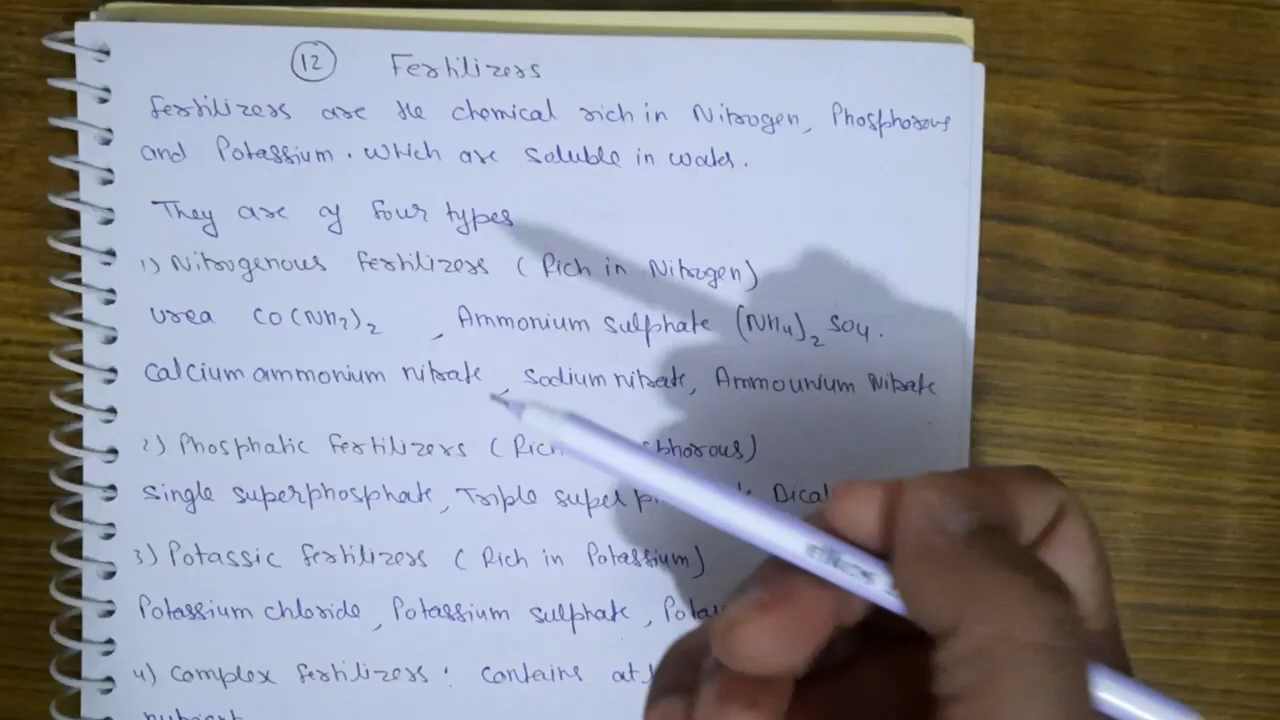 12 Fertilizers
Fertilizers are the chemical rich in Nitrogen, Phosphorous
and Potassium. which are soluble in water.
They are of four types
1) Nitrogenous fertilizers (Rich in Nitrogen)
urea CO(NH2)2, Ammonium sulphate (NH4)2 SO4.
calcium ammonium nitrate, Sodium nitrate, Ammounium Nitrate
2) Phosphatic fertilizers (Rich
single superphosphate, Triple super
3) Potassic fertilizers (Rich in Potassium)
Potassium chloride, Potassium sulphate,
4) Complex fertilizers: contains
nutrient